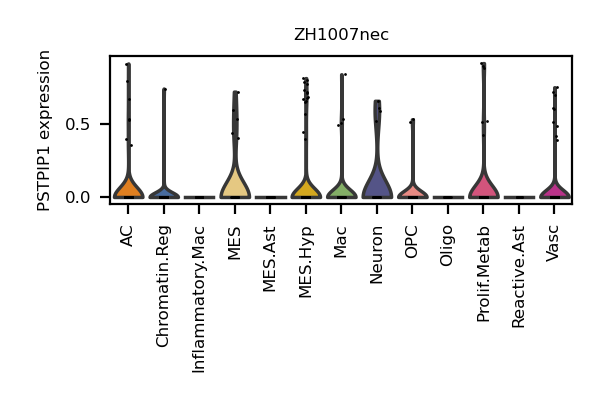 ZH1007nec
PSTPIP1 expression
0.5
0.0
AC
Chromatin.Reg
Inflammatory.Mac
MES
MES.Ast
MES.Hyp
Mac
Neuron
OPC
Oligo
Prolif.Metab
Reactive.Ast
Vasc